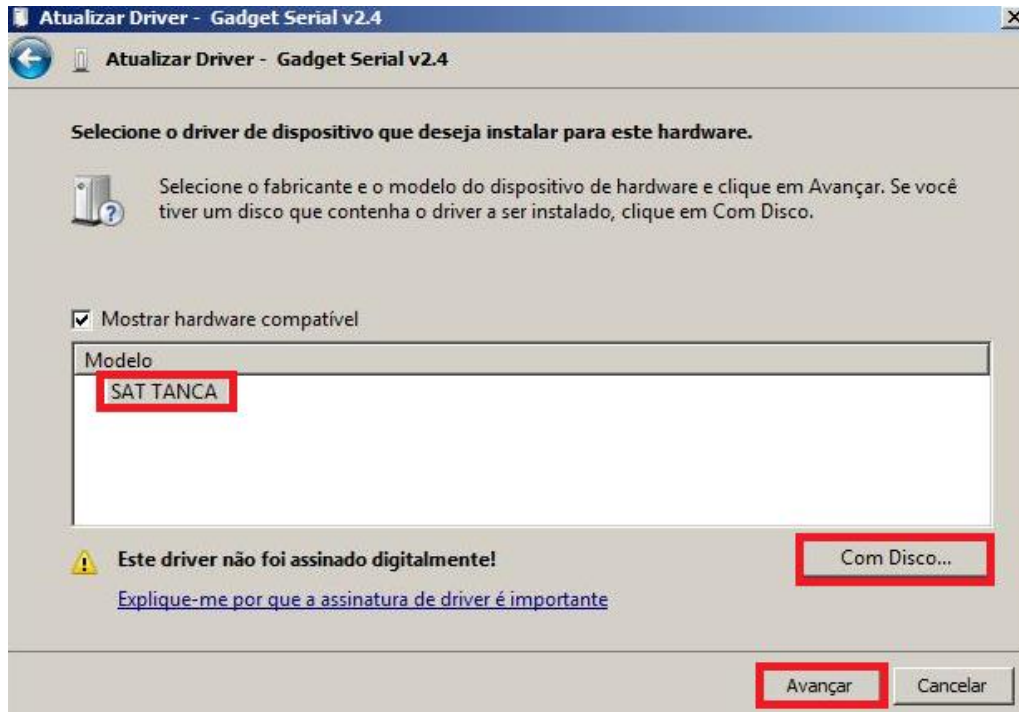 Atualizar Driver - Gadget Serial v2.4
Atualizar Driver - Gadget Serial v2.4
Selecione o driver de dispositivo que deseja instalar para este hardware.
Selecione o fabricante e o modelo do dispositivo de hardware e clique em Avançar. Se você
tiver um disco que contenha o driver a ser instalado, clique em Com Disco.
Mostrar hardware compatível
Modelo
SAT TANCA
Este driver não foi assinado digitalmente!
Com Disco...
Explique-me por que a assinatura de driver é importante
Avançar
Cancelar